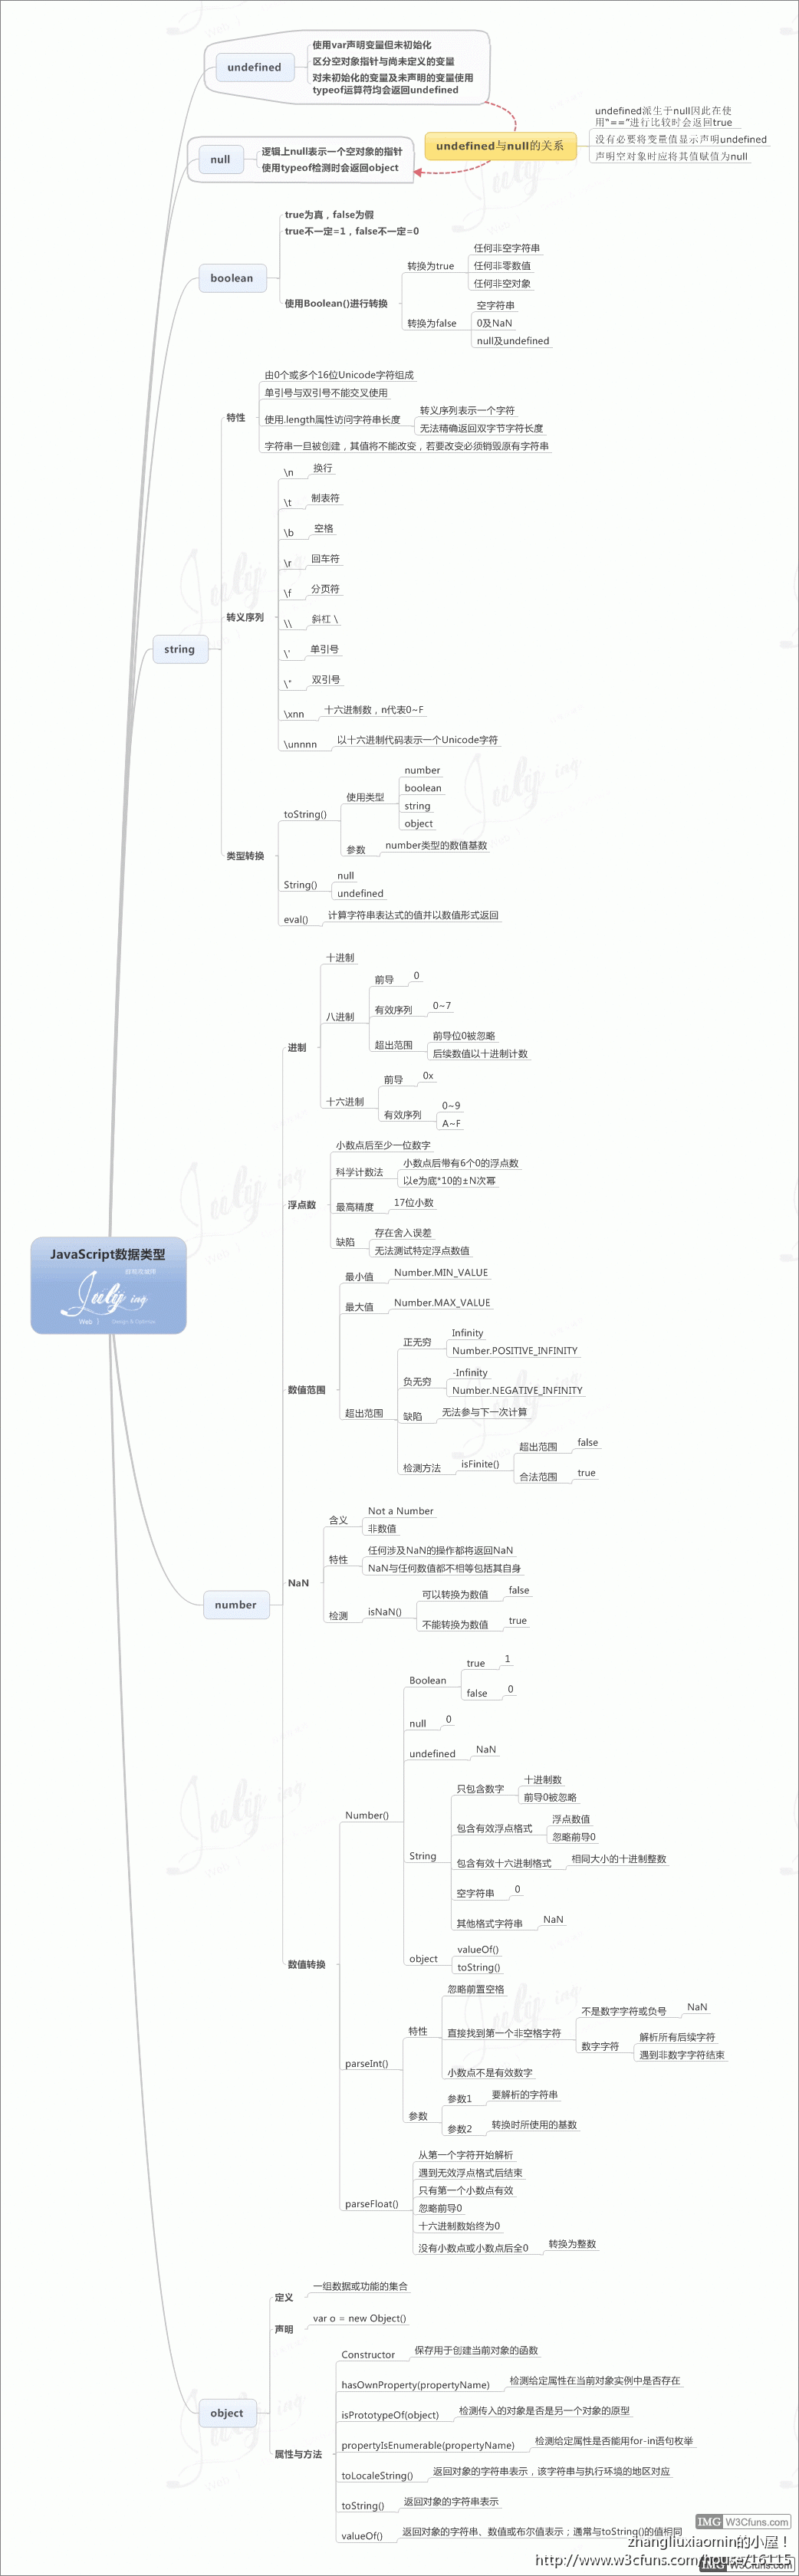 undefined
使用var声明变量但未初始化
区分空对象指针与尚未定义的变量
对未初始化的变量及未声明的变量使用
typeof运算符均会返回undefined
undefined与null的关系
undefined派生于null因此在使
用"=="进行比较时会返回true
没有必要将变量值显示声明undefined
声明空对象时应将其值赋值为null
null
逻辑上null表示一个空对象的指针
使用typeof检测时会返回object
boolean
true为真，false为假
true不一定=1，false不一定=0
使用Boolean()进行转换
转换为true
任何非空字符串
任何非零数值
任何非空对象
转换为false
空字符串
0及NaN
null及undefined
string
特性
由0个或多个16位Unicode字符组成
单引号与双引号不能交叉使用
使用.length属性访问字符串长度
转义序列表示一个字符
无法精确返回双字节字符长度
字符串一旦被创建，其值将不能改变，若要改变必须销毁原有字符串
转义序列
\n 换行
\t 制表符
\b 空格
\r 回车符
\f 分页符
\\ 斜杠 \
\' 单引号
\" 双引号
\xnn 十六进制数，n代表0~F
\unnnn 以十六进制代码表示一个Unicode字符
类型转换
toString()
使用类型
number
boolean
string
object
参数 number类型的数值基数
String()
null
undefined
eval() 计算字符串表达式的值并以数值形式返回
JavaScript数据类型
July ing
Web
Design & Optimus
number
进制
十进制
八进制
前导 0
有效序列 0~7
超出范围
前导位0被忽略
后续数值以十进制计数
十六进制
前导 0x
有效序列
0~9
A~F
浮点数
小数点后至少一位数字
科学计数法
小数点后带有6个0的浮点数
以e为底*10的±N次幂
最高精度 17位小数
缺陷
存在舍入误差
无法测试特定浮点数值
数值范围
最小值 Number.MIN_VALUE
最大值 Number.MAX_VALUE
超出范围
正无穷
Infinity
Number.POSITIVE_INFINITY
负无穷
-Infinity
Number.NEGATIVE_INFINITY
缺陷 无法参与下一次计算
检测方法 isFinite()
超出范围 false
合法范围 true
NaN
含义
Not a Number
非数值
特性
任何涉及NaN的操作都将返回NaN
NaN与任何数值都不相等包括其自身
检测 isNaN()
可以转换为数值 false
不能转换为数值 true
数值转换
Number()
Boolean
true 1
false 0
null 0
undefined NaN
String
只包含数字
十进制数
前导0被忽略
包含有效浮点格式
浮点数值
忽略前导0
包含有效十六进制格式 相同大小的十进制整数
空字符串 0
其他格式字符串 NaN
object
valueOf()
toString()
parseInt()
特性
忽略前置空格
直接找到第一个非空格字符
不是数字字符或负号 NaN
数字字符
解析所有后续字符
遇到非数字字符结束
小数点不是有效数字
参数
参数1 要解析的字符串
参数2 转换时所使用的基数
parseFloat()
从第一个字符开始解析
遇到无效浮点格式后结束
只有第一个小数点有效
忽略前导0
十六进制数始终为0
没有小数点或小数点后全0 转换为整数
object
定义 一组数据或功能的集合
声明 var o = new Object()
属性与方法
Constructor 保存用于创建当前对象的函数
hasOwnProperty(propertyName) 检测给定属性在当前对象实例中是否存在
isPrototypeOf(object) 检测传入的对象是否是另一个对象的原型
propertyIsEnumerable(propertyName) 检测给定属性是否能用for-in语句枚举
toLocaleString() 返回对象的字符串表示，该字符串与执行环境的地区对应
toString() 返回对象的字符串表示
valueOf() 返回对象的字符串、数值或布尔值表示；通常与toString()的值相同
IMG W3Cfuns.com
zhangliuxiaomin的小屋！
http://www.w3cfuns.com/house/16115
IMG W3Cfuns.com